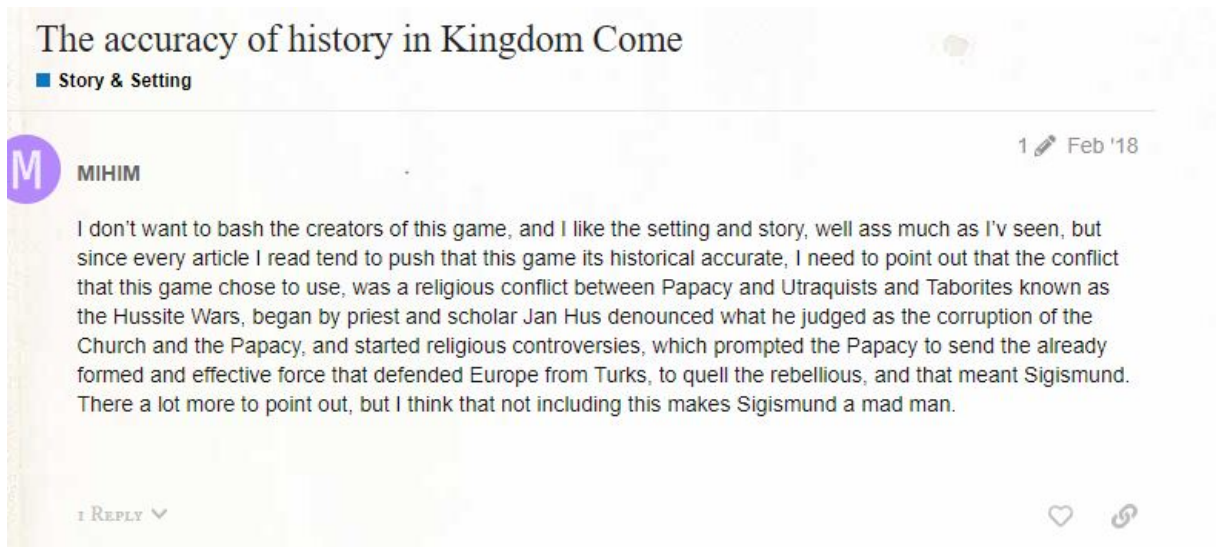 The accuracy of history in Kingdom Come
Story & Setting
1 Feb '18
M
MIHIM
I don't want to bash the creators of this game, and I like the setting and story, well ass much as I'v seen, but
since every article I read tend to push that this game its historical accurate, I need to point out that the conflict
that this game chose to use, was a religious conflict between Papacy and Utraquists and Taborites known as
the Hussite Wars, began by priest and scholar Jan Hus denounced what he judged as the corruption of the
Church and the Papacy, and started religious controversies, which prompted the Papacy to send the already
formed and effective force that defended Europe from Turks, to quell the rebellious, and that meant Sigismund.
There a lot more to point out, but I think that not including this makes Sigismund a mad man.
1 Reply